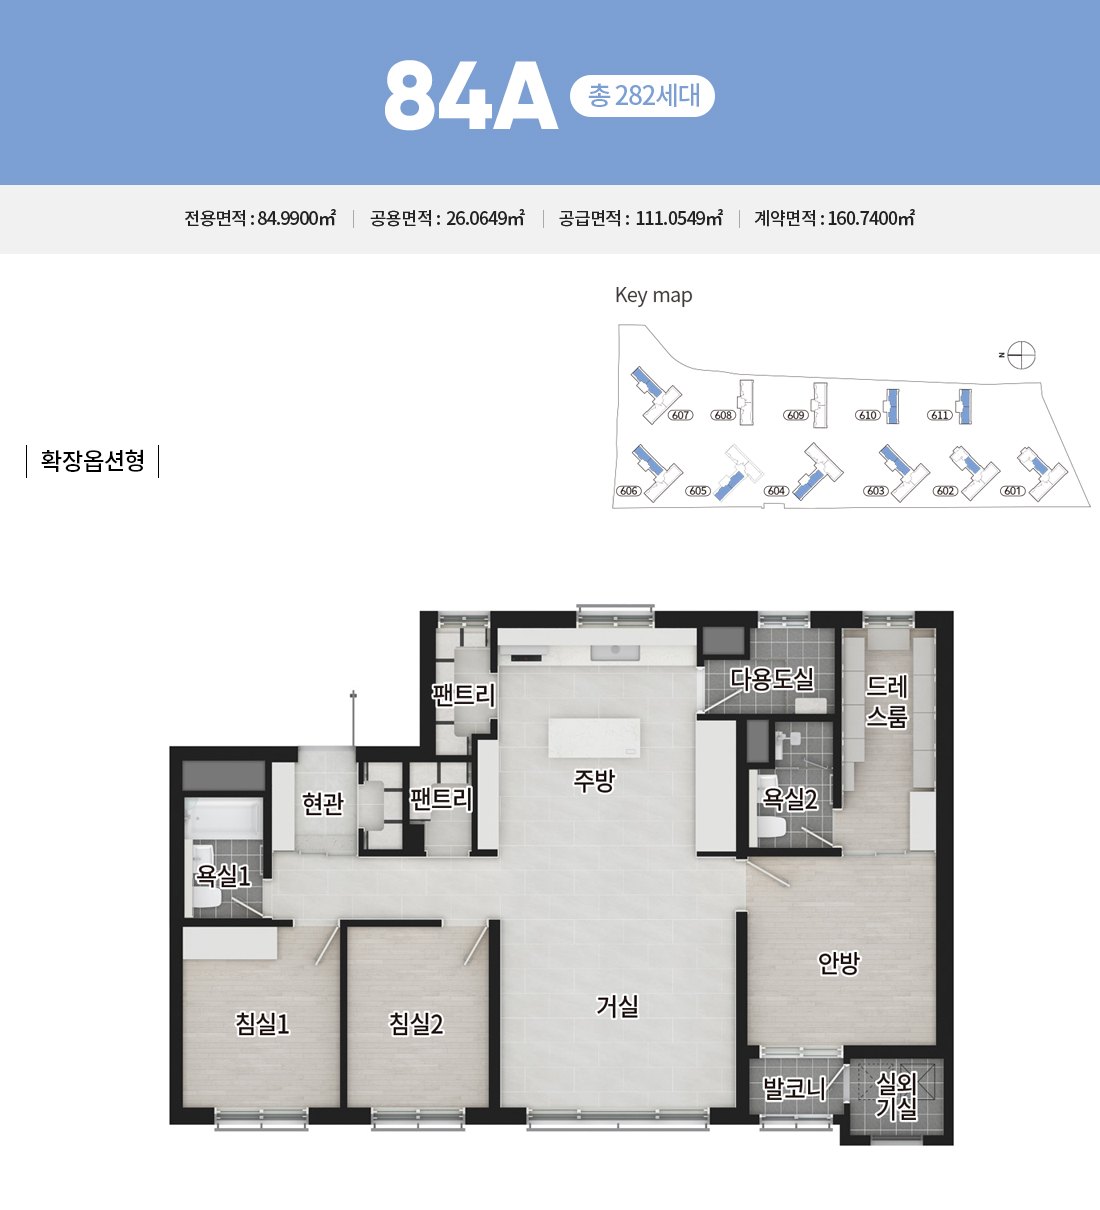 84A 총 282세대
전용면적 : 84.9900㎡ 공용면적 : 26.0649㎡ 공급면적 : 111.0549㎡ 계약면적 : 160.7400㎡
Key map
N
607 608 609 610 611
확장옵션형
606 605 604 603 602 601
팬트리
다용도실
드레
스룸
주방
현관
팬트리
욕실2
욕실1
안방
거실
침실1
침실2
발코니
실외
기실